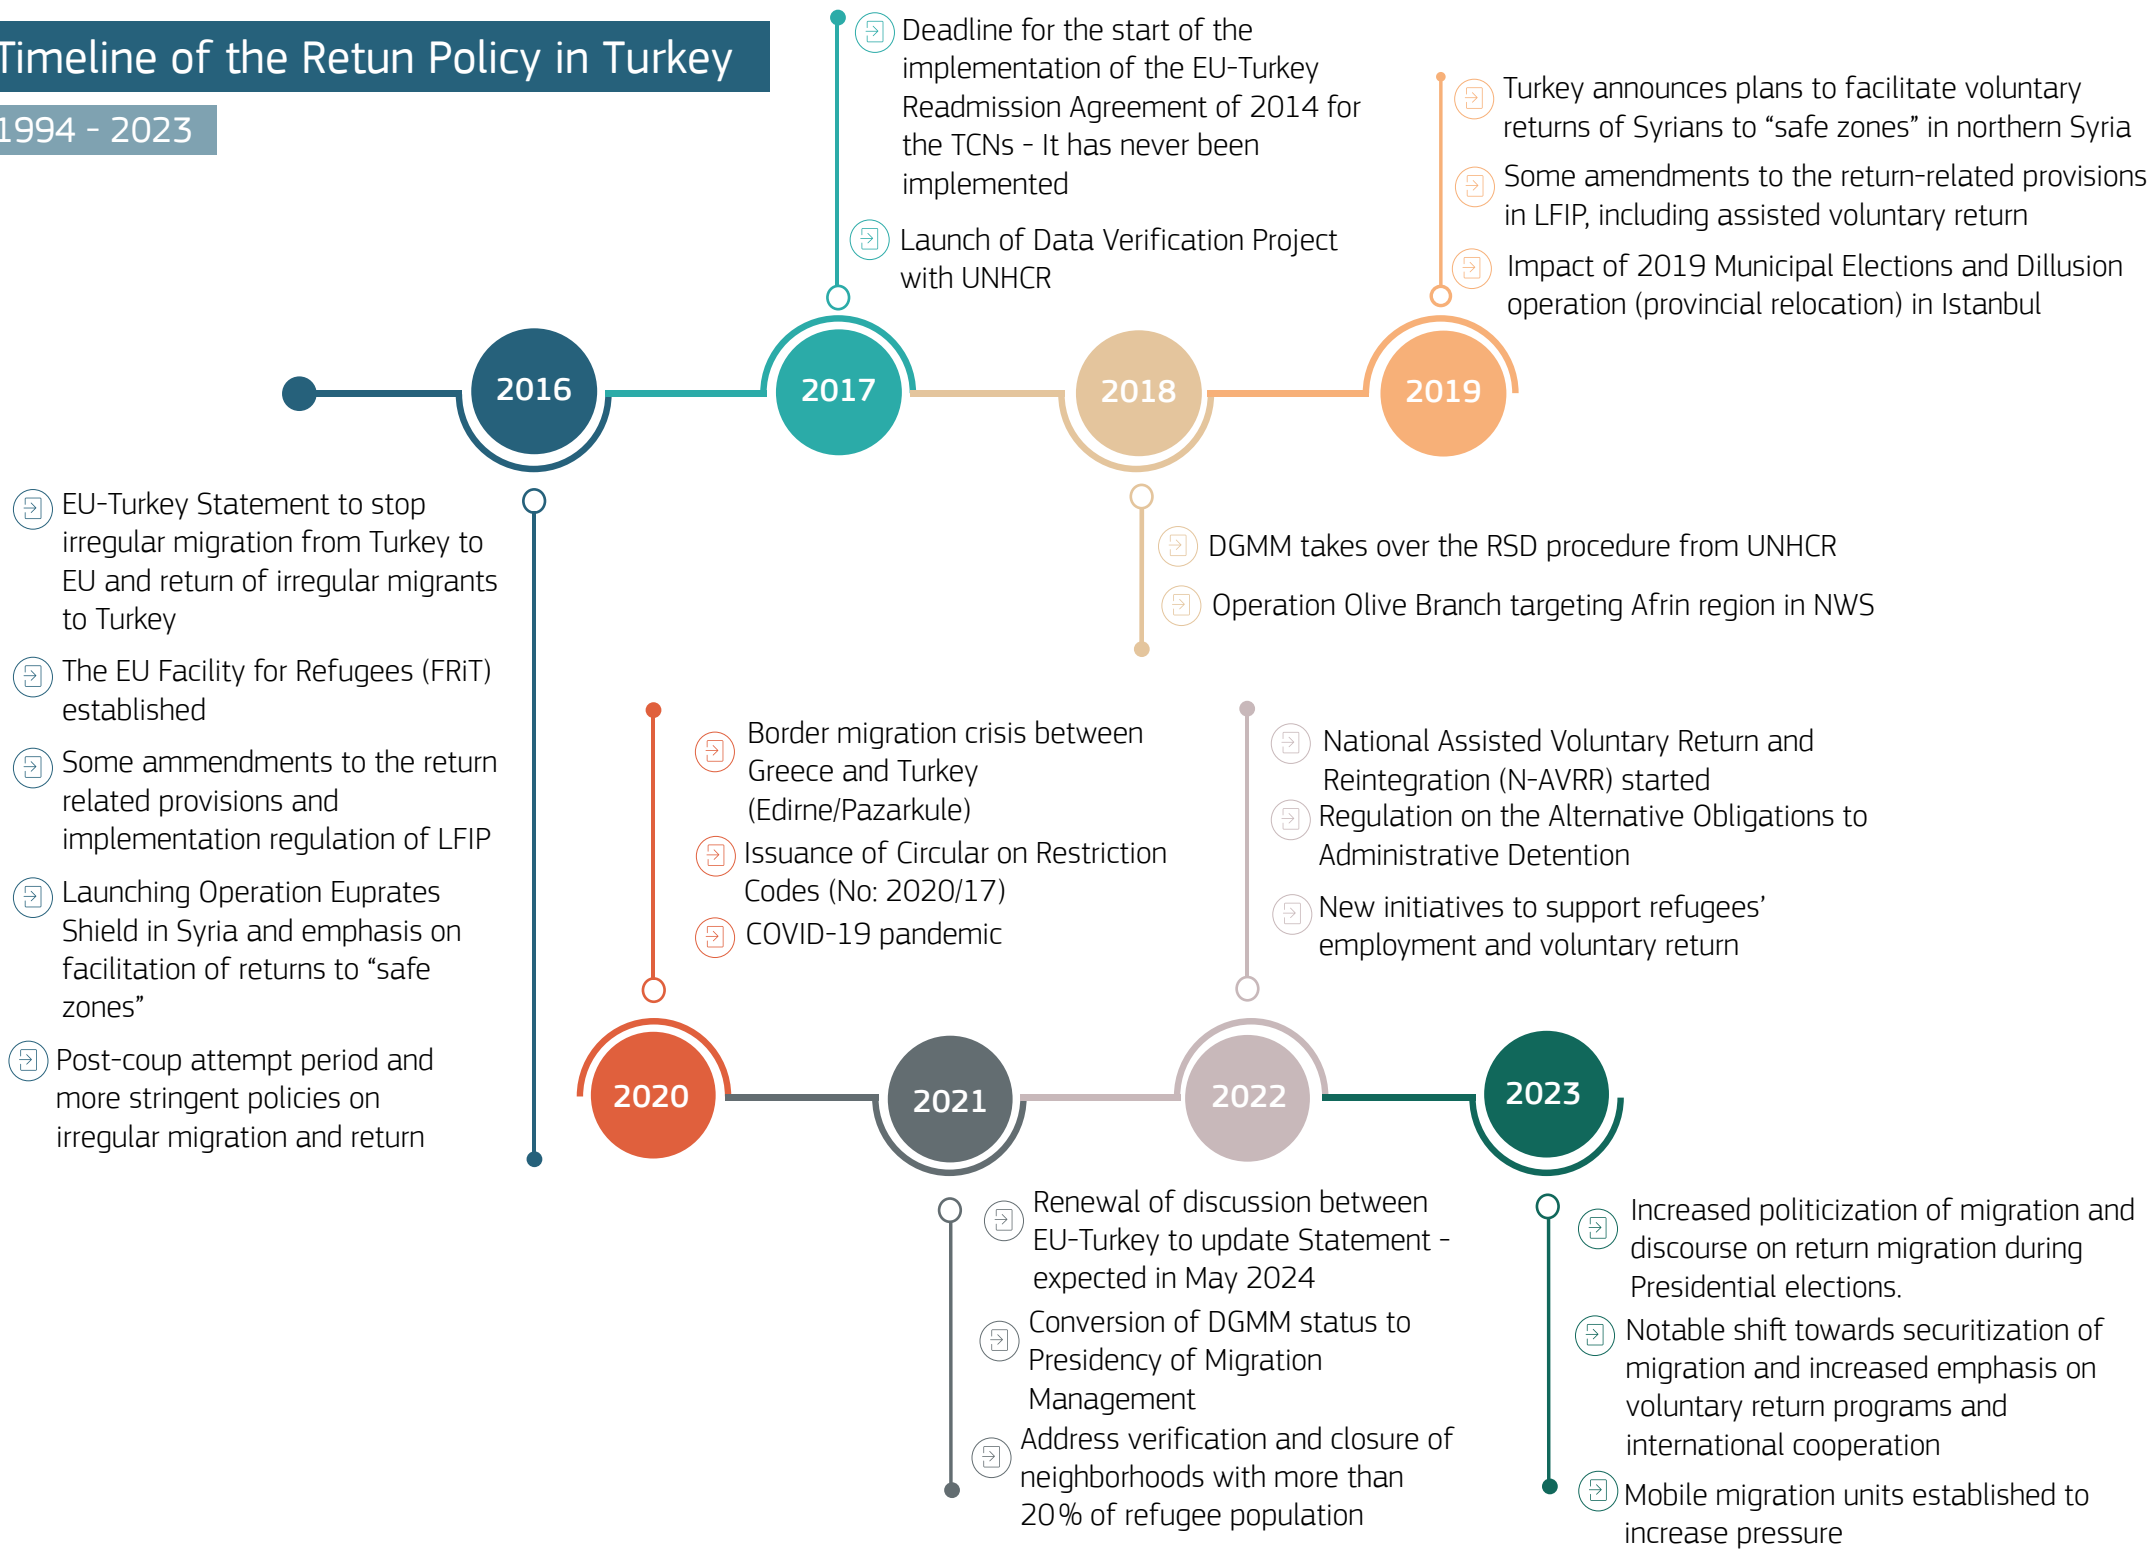 Timeline of the Retun Policy in Turkey
1994 - 2023
Deadline for the start of the
implementation of the EU-Turkey
Readmission Agreement of 2014 for
the TCNs - It has never been
implemented
Launch of Data Verification Project
with UNHCR
Turkey announces plans to facilitate voluntary
returns of Syrians to “safe zones” in northern Syria
Some amendments to the return-related provisions
in LFIP, including assisted voluntary return
Impact of 2019 Municipal Elections and Dillusion
operation (provincial relocation) in Istanbul
2016
2017
2018
2019
EU-Turkey Statement to stop
irregular migration from Turkey to
EU and return of irregular migrants
to Turkey
The EU Facility for Refugees (FRiT)
established
Some ammendments to the return
related provisions and
implementation regulation of LFIP
Launching Operation Euprates
Shield in Syria and emphasis on
facilitation of returns to “safe
zones”
Post-coup attempt period and
more stringent policies on
irregular migration and return
DGMM takes over the RSD procedure from UNHCR
Operation Olive Branch targeting Afrin region in NWS
Border migration crisis between
Greece and Turkey
(Edirne/Pazarkule)
Issuance of Circular on Restriction
Codes (No: 2020/17)
COVID-19 pandemic
National Assisted Voluntary Return and
Reintegration (N-AVRR) started
Regulation on the Alternative Obligations to
Administrative Detention
New initiatives to support refugees’
employment and voluntary return
2020
2021
2022
2023
Renewal of discussion between
EU-Turkey to update Statement -
expected in May 2024
Conversion of DGMM status to
Presidency of Migration
Management
Address verification and closure of
neighborhoods with more than
20% of refugee population
Increased politicization of migration and
discourse on return migration during
Presidential elections.
Notable shift towards securitization of
migration and increased emphasis on
voluntary return programs and
international cooperation
Mobile migration units established to
increase pressure